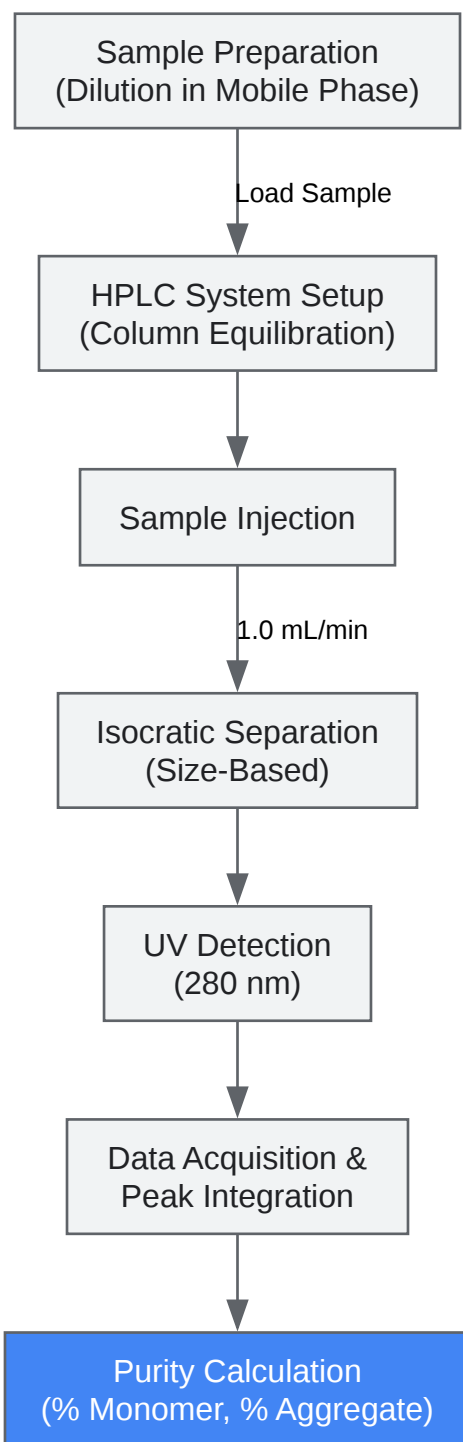 Sample Preparation
(Dilution in Mobile Phase)
Load Sample
HPLC System Setup
(Column Equilibration)
Sample Injection
1.0 mL/min
Isocratic Separation
(Size-Based)
UV Detection
(280 nm)
Data Acquisition &
Peak Integration
Purity Calculation
(% Monomer, % Aggregate)